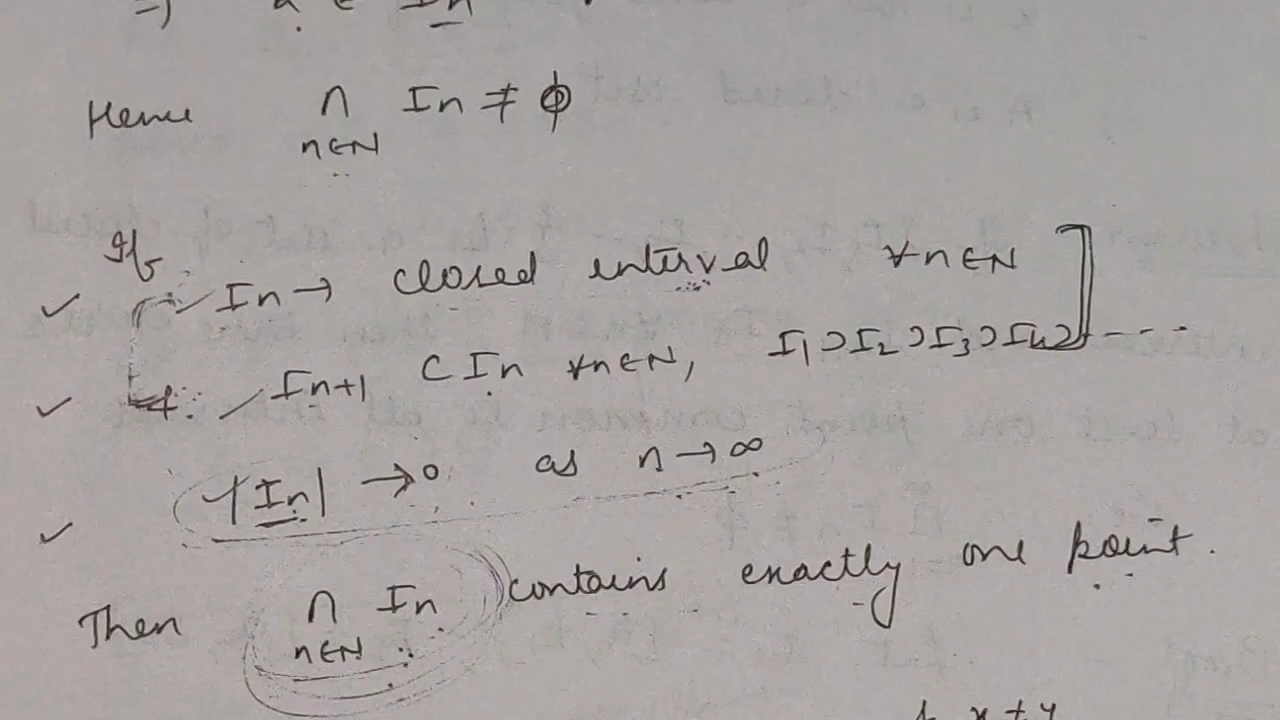 =) x ∈ In
Hence ∩ In ≠ ϕ
n∈N
If
In → closed interval ∀n∈N
In+1 ⊂ In ∀n∈N, I1⊃I2⊃I3⊃I4⊃---
|In| →0 as n→∞
Then ∩ In contains exactly one point.
n∈N
x ≠ y